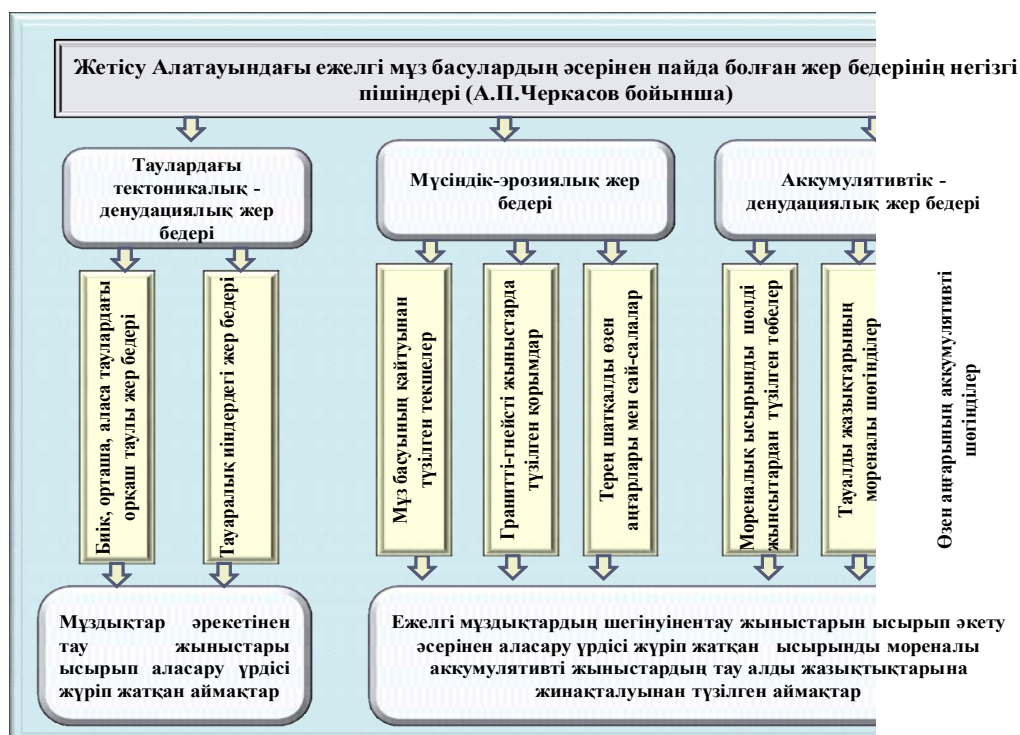 Жетісу Алатауындағы ежелгі мұз басулардың әсерінен пайда болған жер бедерінің негізгі
пішіндері (А.П.Черкасов бойынша)
Таулардағы
тектоникалық -
денудациялық жер
бедері
Мүсіндік-эрозиялық жер
бедері
Аккумулятивтік -
денудациялық жер бедері
Биік, орташа, аласа таулардағы
орқаш таулы жер бедері
Тауаралық иіндердегі жер бедері
Мұз басуының қайтуынан
түзілген текшелер
Гранитті-гнейсті жыныстарда
түзілген қорымдар
Терең шатқалды өзен
аңғарлары мен сай-салалар
Мореналық ысырынды шөлді
жынсытардан түзілген төбелер
Тауалды жазықтарының
мореналы шөгінділер
Өзен аңғарының аккумулятивті
шөгінділер
Мұздықтар әрекетінен
тау жыныстары
ысырып аласару үрдісі
жүріп жатқан аймақтар
Ежелгі мұздықтардың шегінуінентау жыныстарын ысырып әкету
әсерінен аласару үрдісі жүріп жатқан ысырынды мореналы
аккумулятивті жыныстардың тау алды жазықтықтарына
жинақталуынан түзілген аймақтар